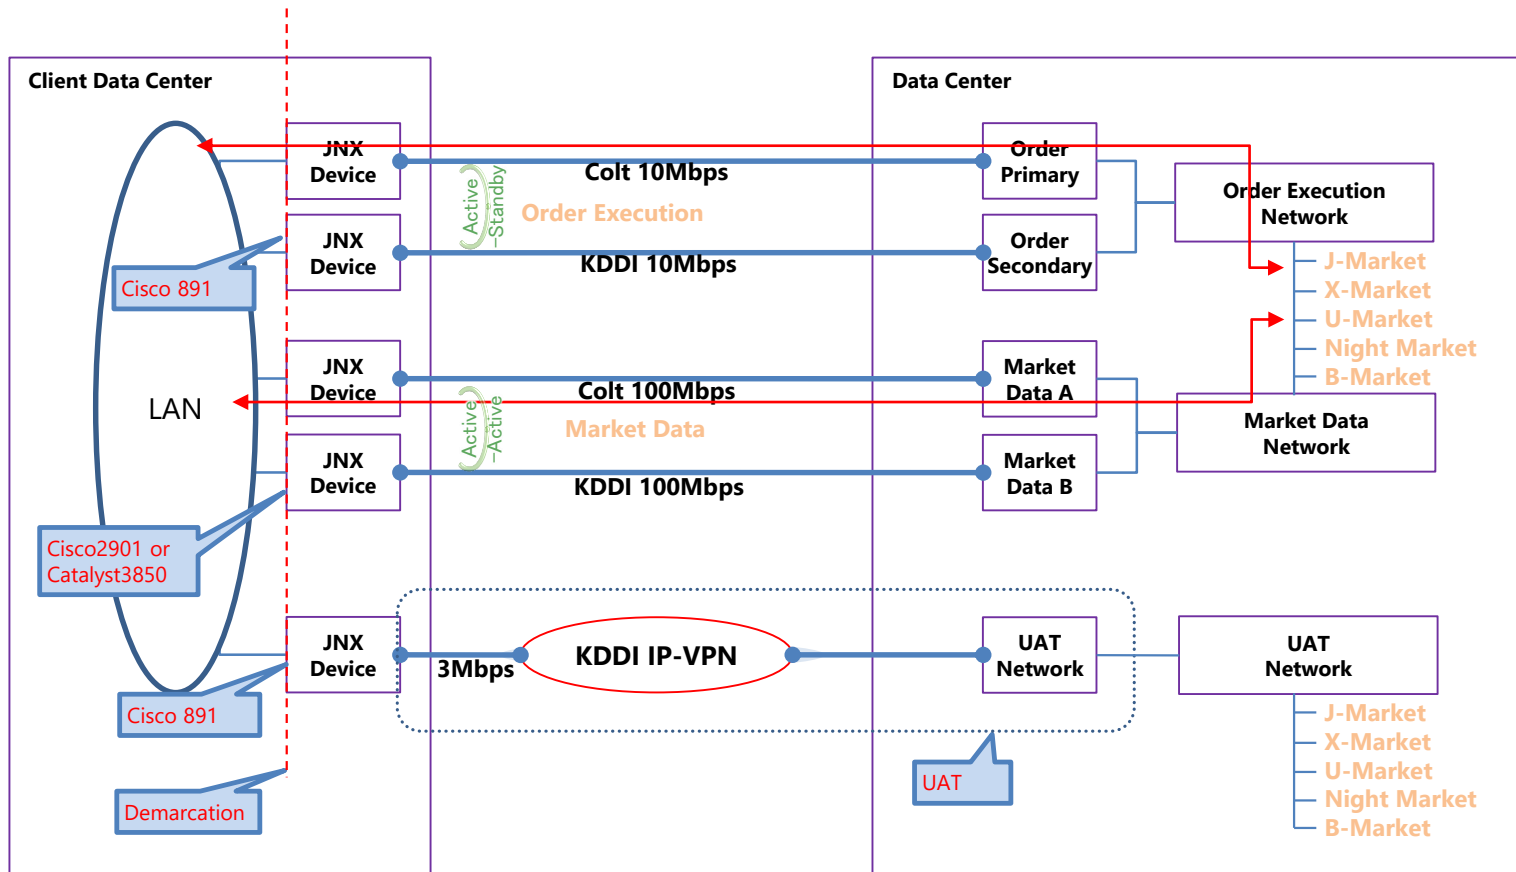 Client Data Center
Data Center
JNX
Device
Colt 10Mbps
Order
Primary
Order Execution
Network
Active
–Standby
Order Execution
JNX
Device
KDDI 10Mbps
Order
Secondary
Cisco 891
J-Market
X-Market
U-Market
Night Market
B-Market
LAN
JNX
Device
Colt 100Mbps
Market
Data A
Market Data
Network
Active
–Active
Market Data
JNX
Device
KDDI 100Mbps
Market
Data B
Cisco2901 or
Catalyst3850
JNX
Device
3Mbps
KDDI IP-VPN
UAT
Network
UAT
Network
Cisco 891
J-Market
X-Market
U-Market
Night Market
B-Market
UAT
Demarcation